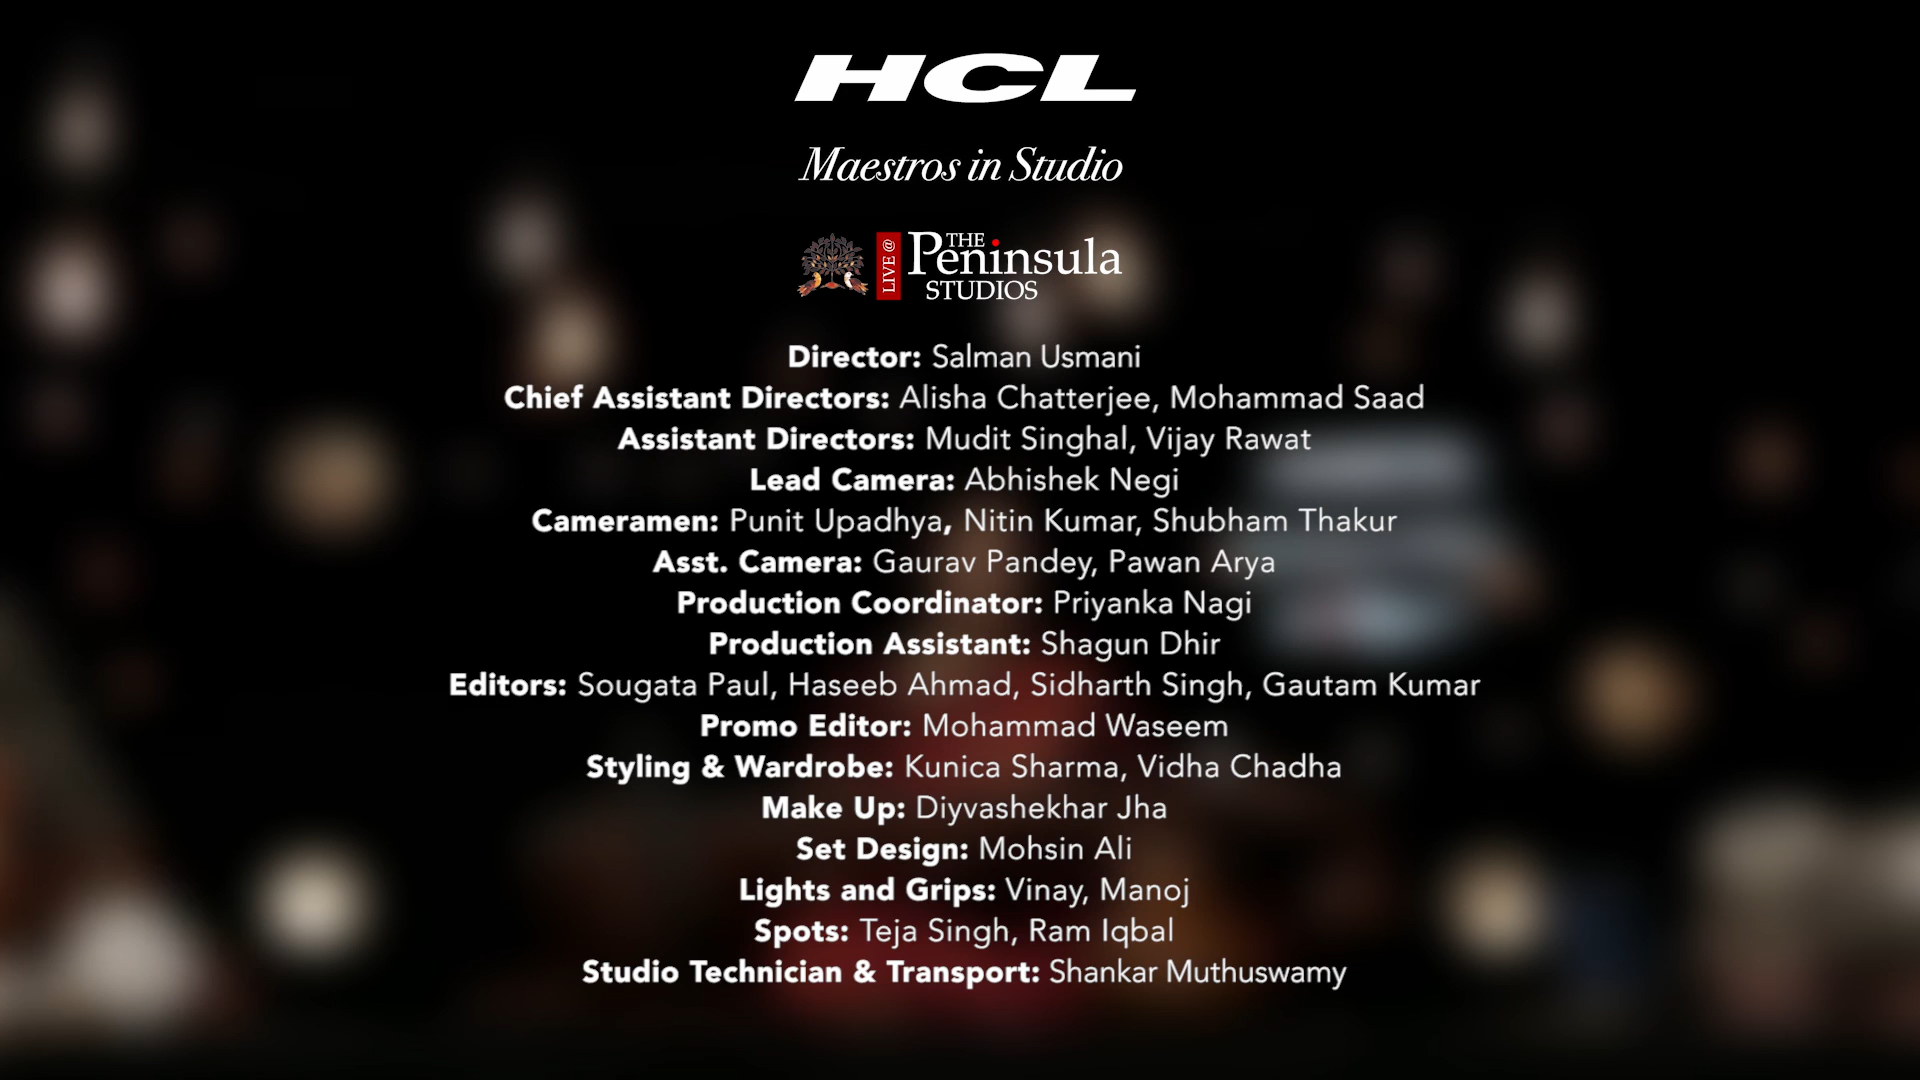 HCL
Maestros in Studio
LIVE @ THE Peninsula STUDIOS
Director: Salman Usmani
Chief Assistant Directors: Alisha Chatterjee, Mohammad Saad
Assistant Directors: Mudit Singhal, Vijay Rawat
Lead Camera: Abhishek Negi
Cameramen: Punit Upadhya, Nitin Kumar, Shubham Thakur
Asst. Camera: Gaurav Pandey, Pawan Arya
Production Coordinator: Priyanka Nagi
Production Assistant: Shagun Dhir
Editors: Sougata Paul, Haseeb Ahmad, Sidharth Singh, Gautam Kumar
Promo Editor: Mohammad Waseem
Styling & Wardrobe: Kunica Sharma, Vidha Chadha
Make Up: Diyvashekhar Jha
Set Design: Mohsin Ali
Lights and Grips: Vinay, Manoj
Spots: Teja Singh, Ram Iqbal
Studio Technician & Transport: Shankar Muthuswamy